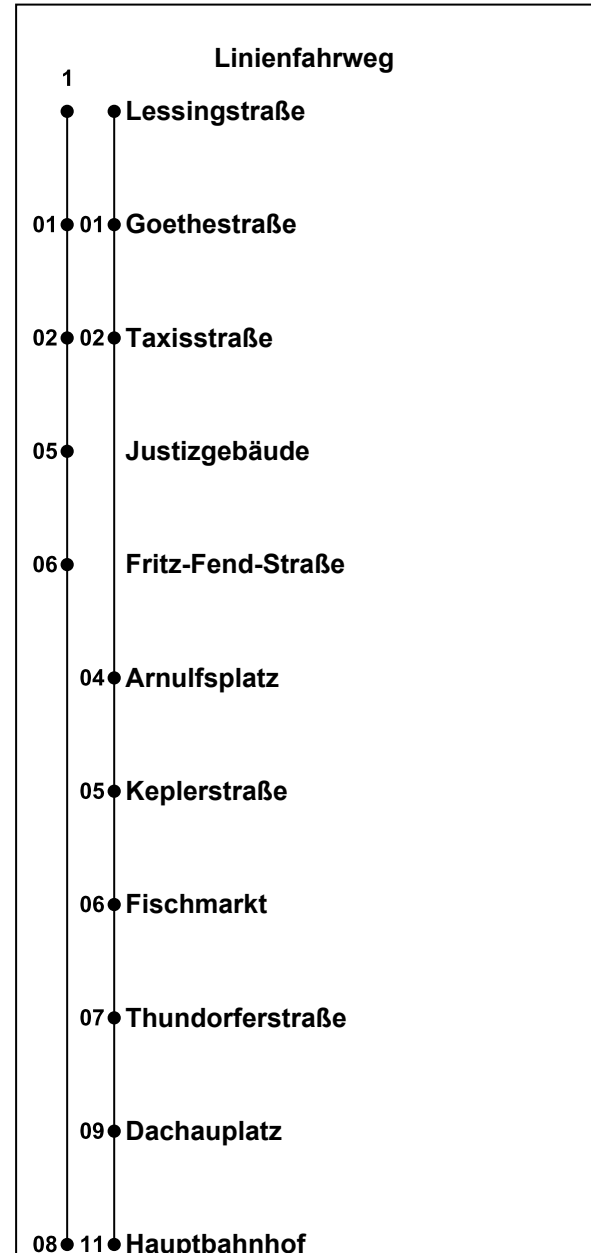 Linienfahrweg
1
Lessingstraße
01 01 Goethestraße
02 02 Taxisstraße
05 Justizgebäude
06 Fritz-Fend-Straße
04 Arnulfsplatz
05 Keplerstraße
06 Fischmarkt
07 Thundorferstraße
09 Dachauplatz
08 11 Hauptbahnhof